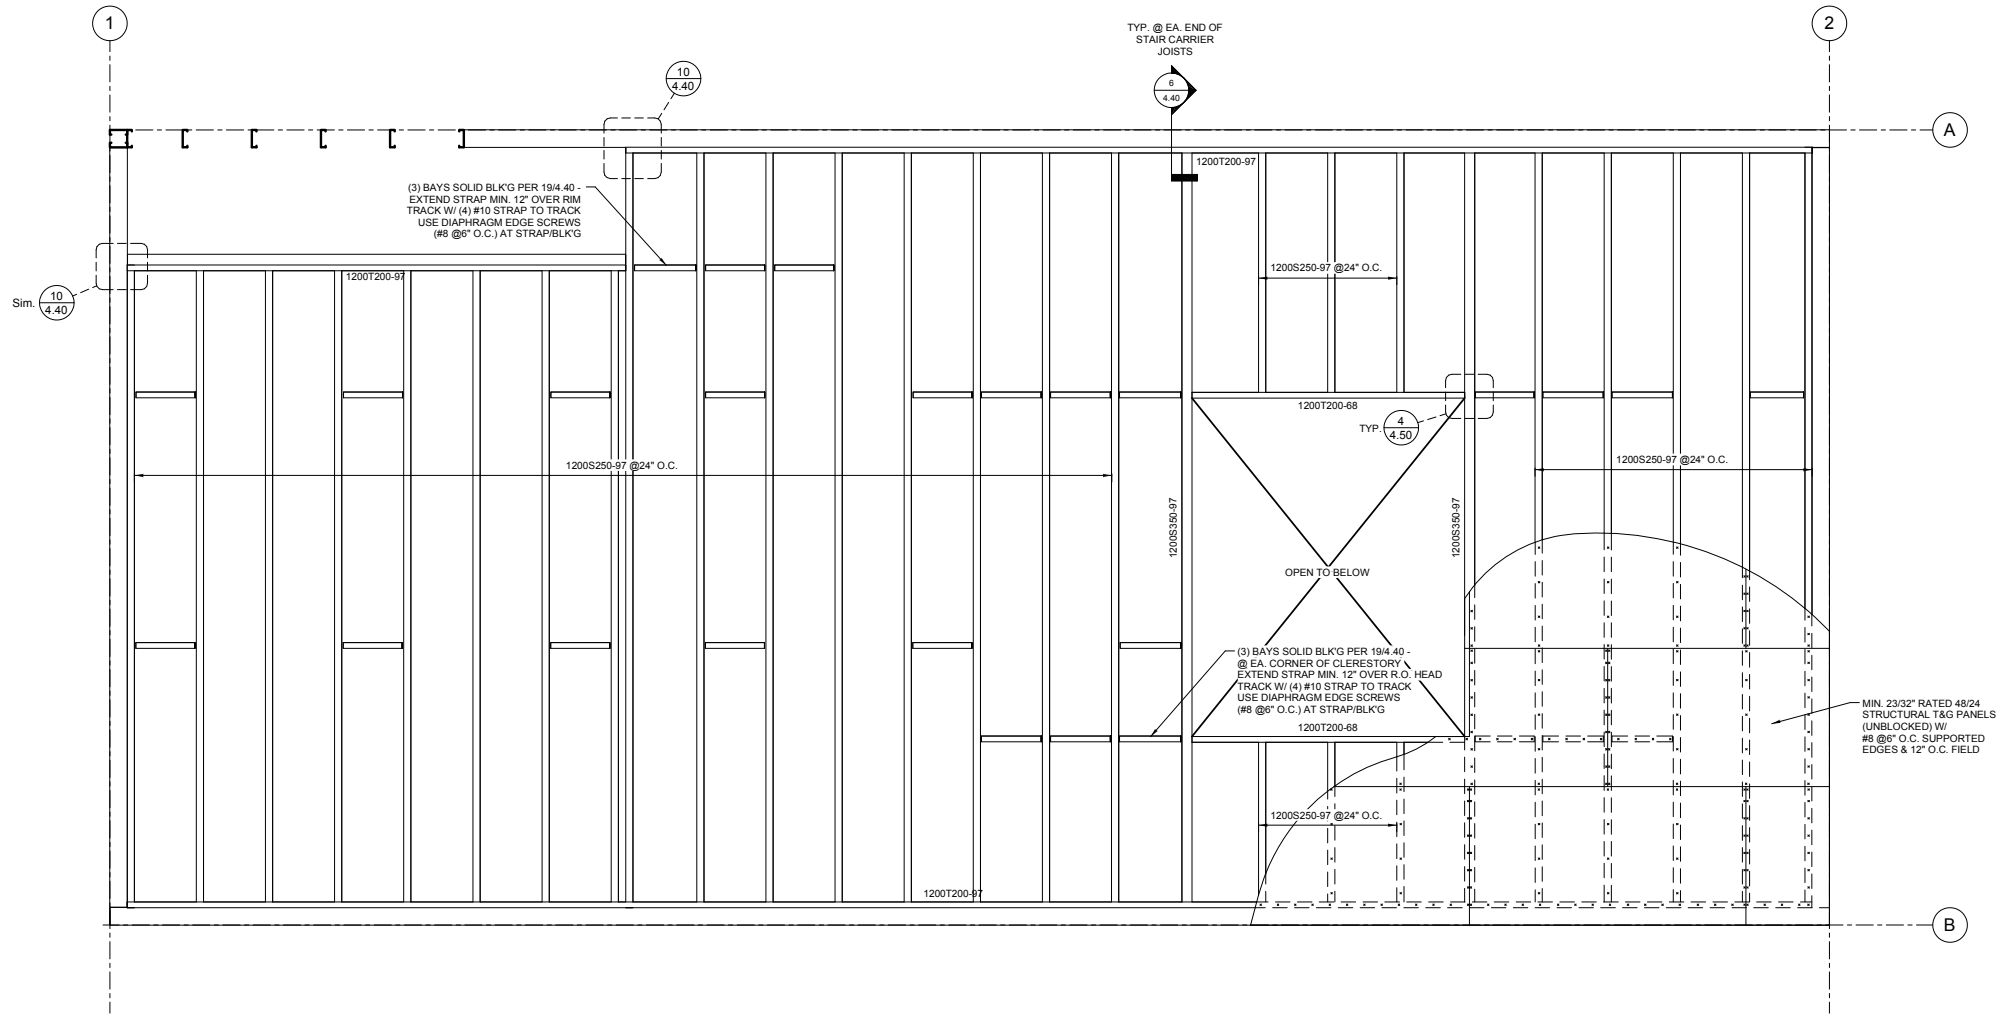 1
2
TYP. @ EA. END OF
STAIR CARRIER
JOISTS
10
4.40
6
4.40
A
1200T200-97
(3) BAYS SOLID BLK'G PER 19/4.40 -
EXTEND STRAP MIN. 12" OVER RIM
TRACK W/ (4) #10 STRAP TO TRACK
USE DIAPHRAGM EDGE SCREWS
(#8 @6" O.C.) AT STRAP/BLK'G
1200T200-97
1200S250-97 @24" O.C.
Sim.
10
4.40
1200T200-68
TYP.
4
4.50
1200S250-97 @24" O.C.
1200S250-97 @24" O.C.
1200S350-97
1200S350-97
OPEN TO BELOW
(3) BAYS SOLID BLK'G PER 19/4.40 -
@ EA. CORNER OF CLERESTORY
EXTEND STRAP MIN. 12" OVER R.O. HEAD
TRACK W/ (4) #10 STRAP TO TRACK
USE DIAPHRAGM EDGE SCREWS
(#8 @6" O.C.) AT STRAP/BLK'G
1200T200-68
MIN. 23/32" RATED 48/24
STRUCTURAL T&G PANELS
(UNBLOCKED) W/
#8 @6" O.C. SUPPORTED
EDGES & 12" O.C. FIELD
1200S250-97 @24" O.C.
1200T200-97
B